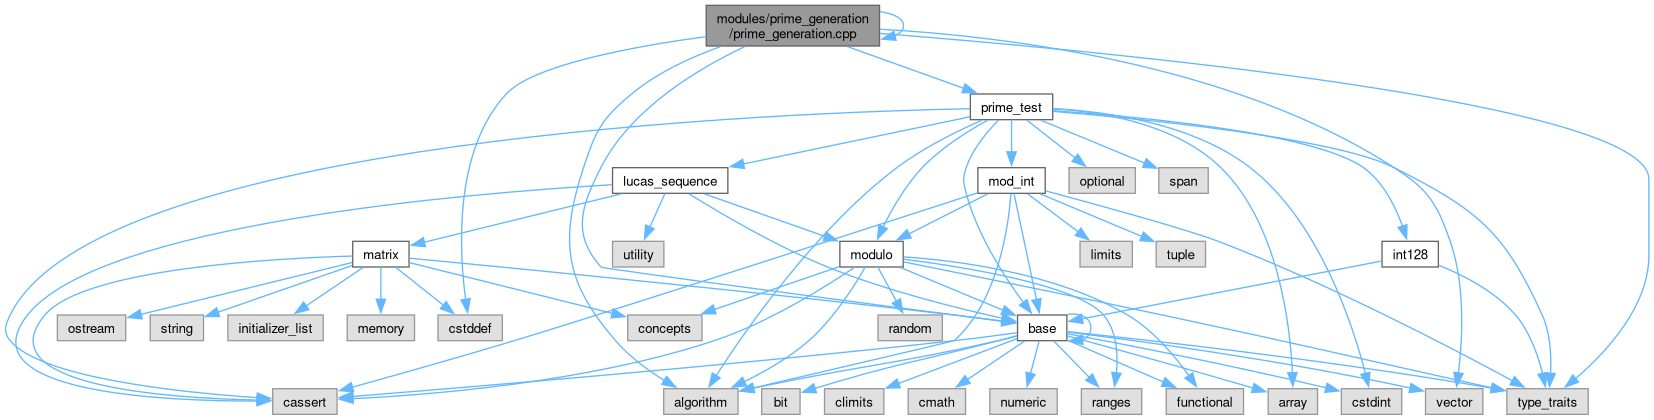 modules/prime_generation
/prime_generation.cpp
prime_test
lucas_sequence
mod_int
optional
span
matrix
utility
modulo
limits
tuple
int128
ostream
string
initializer_list
memory
cstddef
concepts
random
base
cassert
algorithm
bit
climits
cmath
numeric
ranges
functional
array
cstdint
vector
type_traits